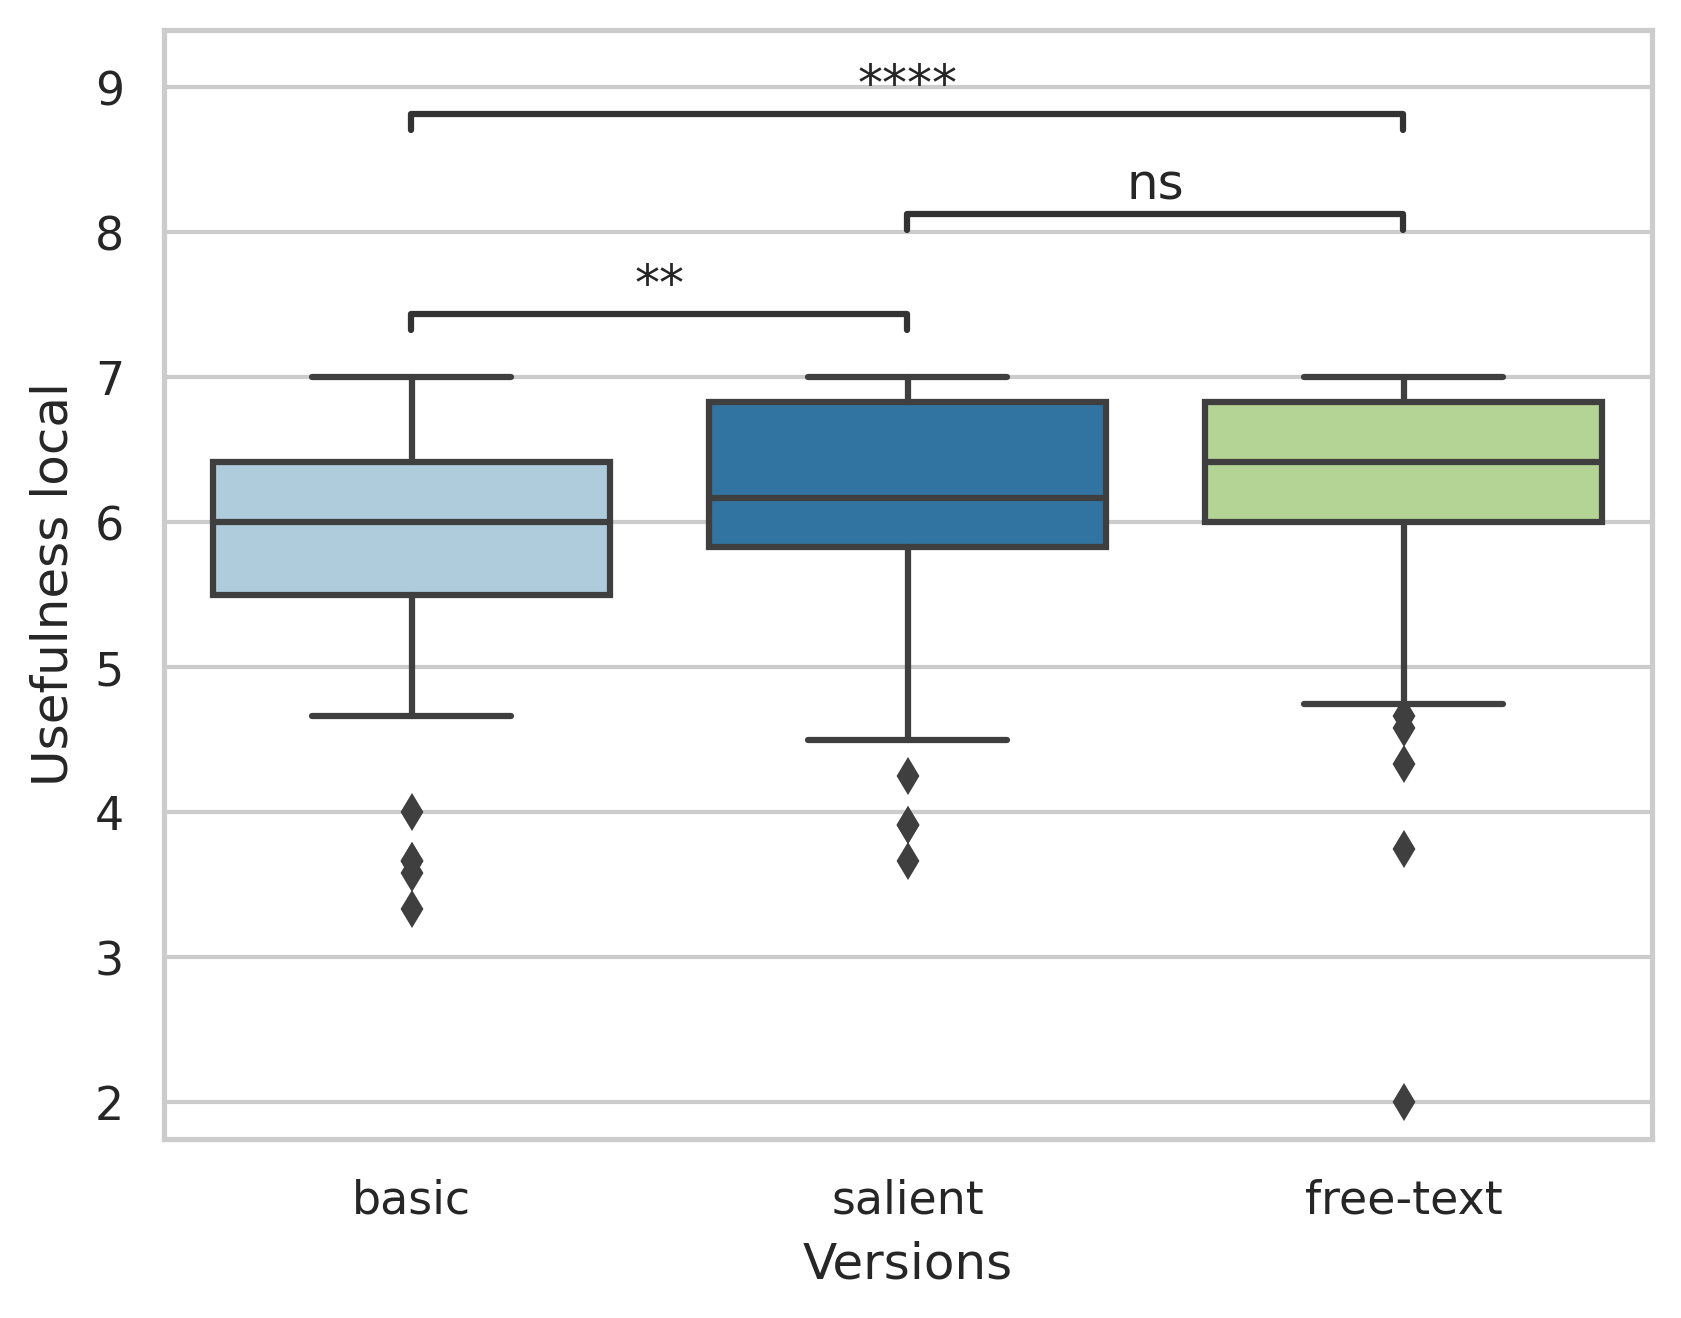 ****
ns
**
9
8
7
6
5
4
3
2
Usefulness local
basic salient free-text
Versions